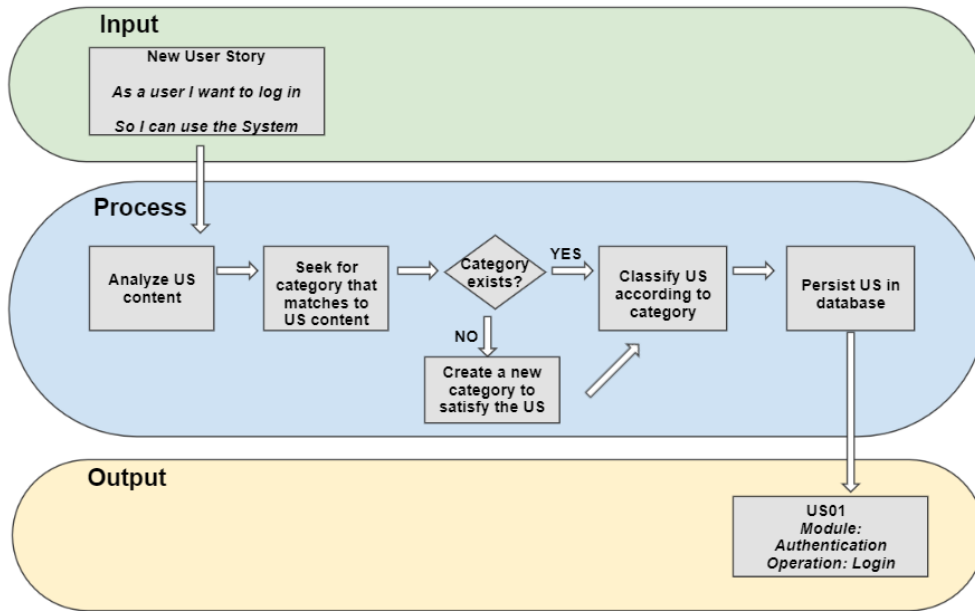 Input
New User Story
As a user I want to log in
So I can use the System
Process
Analyze US
content
Seek for
category that
matches to
US content
Category
exists?
YES
NO
Create a new
category to
satisfy the US
Classify US
according to
category
Persist US in
database
Output
US01
Module:
Authentication
Operation: Login